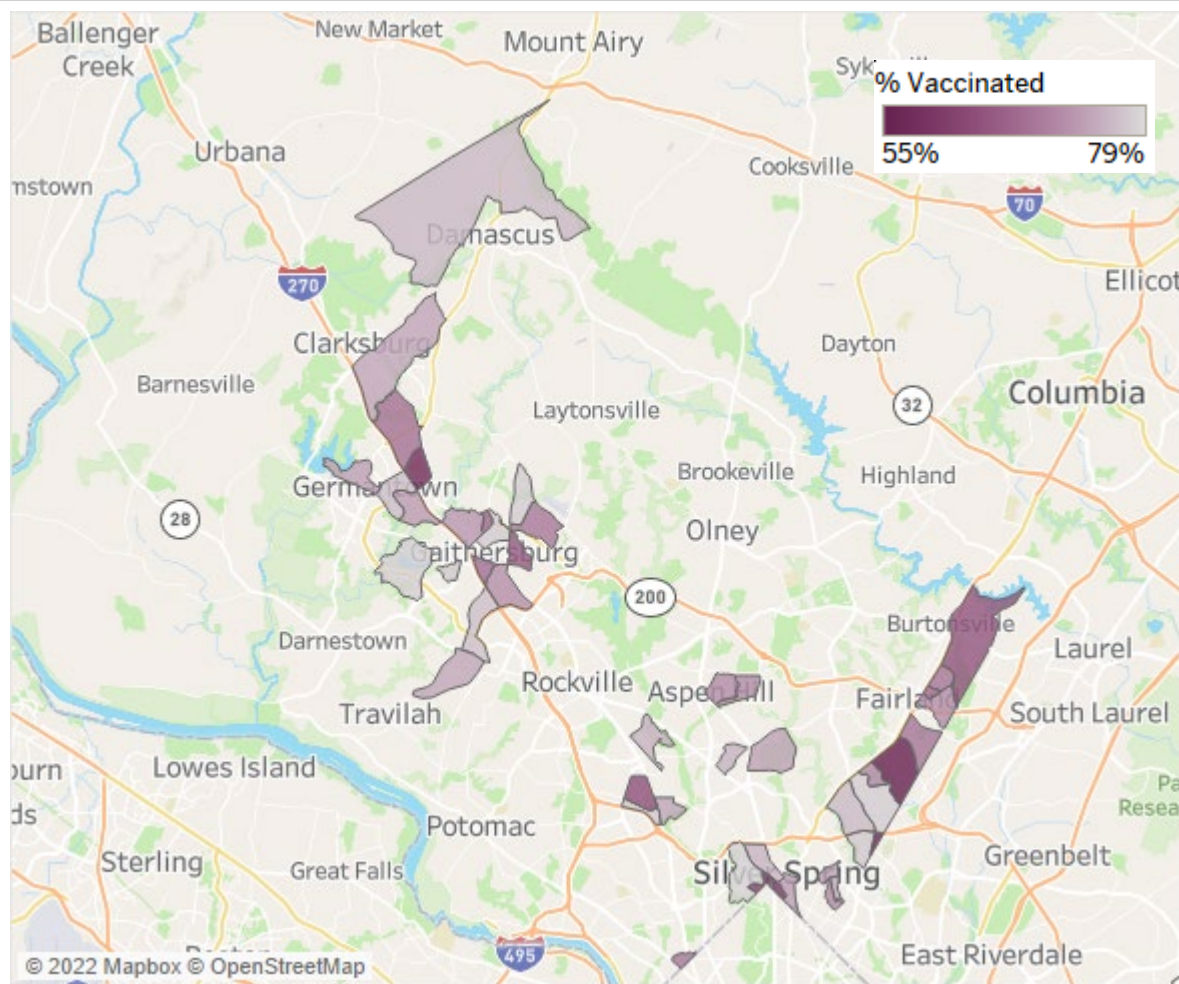 Ballenger
Creek
New Market
Mount Airy
% Vaccinated
55%
79%
Urbana
Cooksville
70
Damascus
270
Clarksburg
Dayton
Barnesville
Columbia
32
Laytonsville
Brookeville
Highland
Germantown
28
Olney
Gaithersburg
200
Burtonsville
Darnestown
Laurel
Rockville
Aspen Hill
Fairland
South Laurel
Travilah
Lowes Island
Potomac
Sterling
Great Falls
Silver Spring
Greenbelt
495
East Riverdale
© 2022 Mapbox © OpenStreetMap